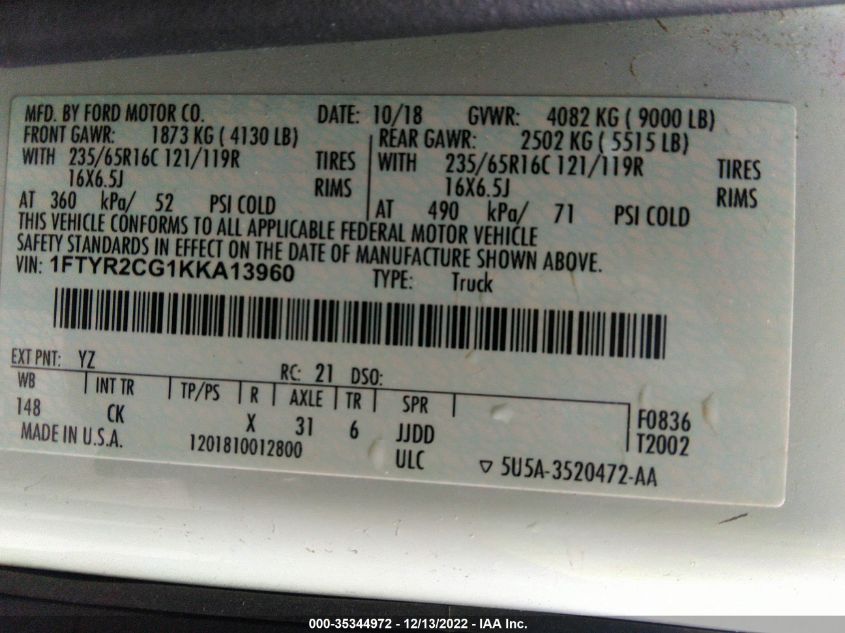 MFD. BY FORD MOTOR CO. DATE: 10/18 GVWR: 4082 KG ( 9000 LB)
FRONT GAWR: 1873 KG ( 4130 LB) REAR GAWR: 2502 KG ( 5515 LB)
WITH 235/65R16C 121/119R TIRES WITH 235/65R16C 121/119R TIRES
16X6.5J RIMS 16X6.5J RIMS
AT 360 kPa/ 52 PSI COLD AT 490 kPa/ 71 PSI COLD
THIS VEHICLE CONFORMS TO ALL APPLICABLE FEDERAL MOTOR VEHICLE
SAFETY STANDARDS IN EFFECT ON THE DATE OF MANUFACTURE SHOWN ABOVE.
VIN: 1FTYR2CG1KKA13960 TYPE: Truck
EXT PNT: YZ RC: 21 DSO:
WB INT TR TP/PS R AXLE TR SPR
148 CK X 31 6 JJDD F0836
MADE IN U.S.A. 1201810012800 ULC T2002
▽ 5U5A-3520472-AA
000-35344972 - 12/13/2022 - IAA Inc.